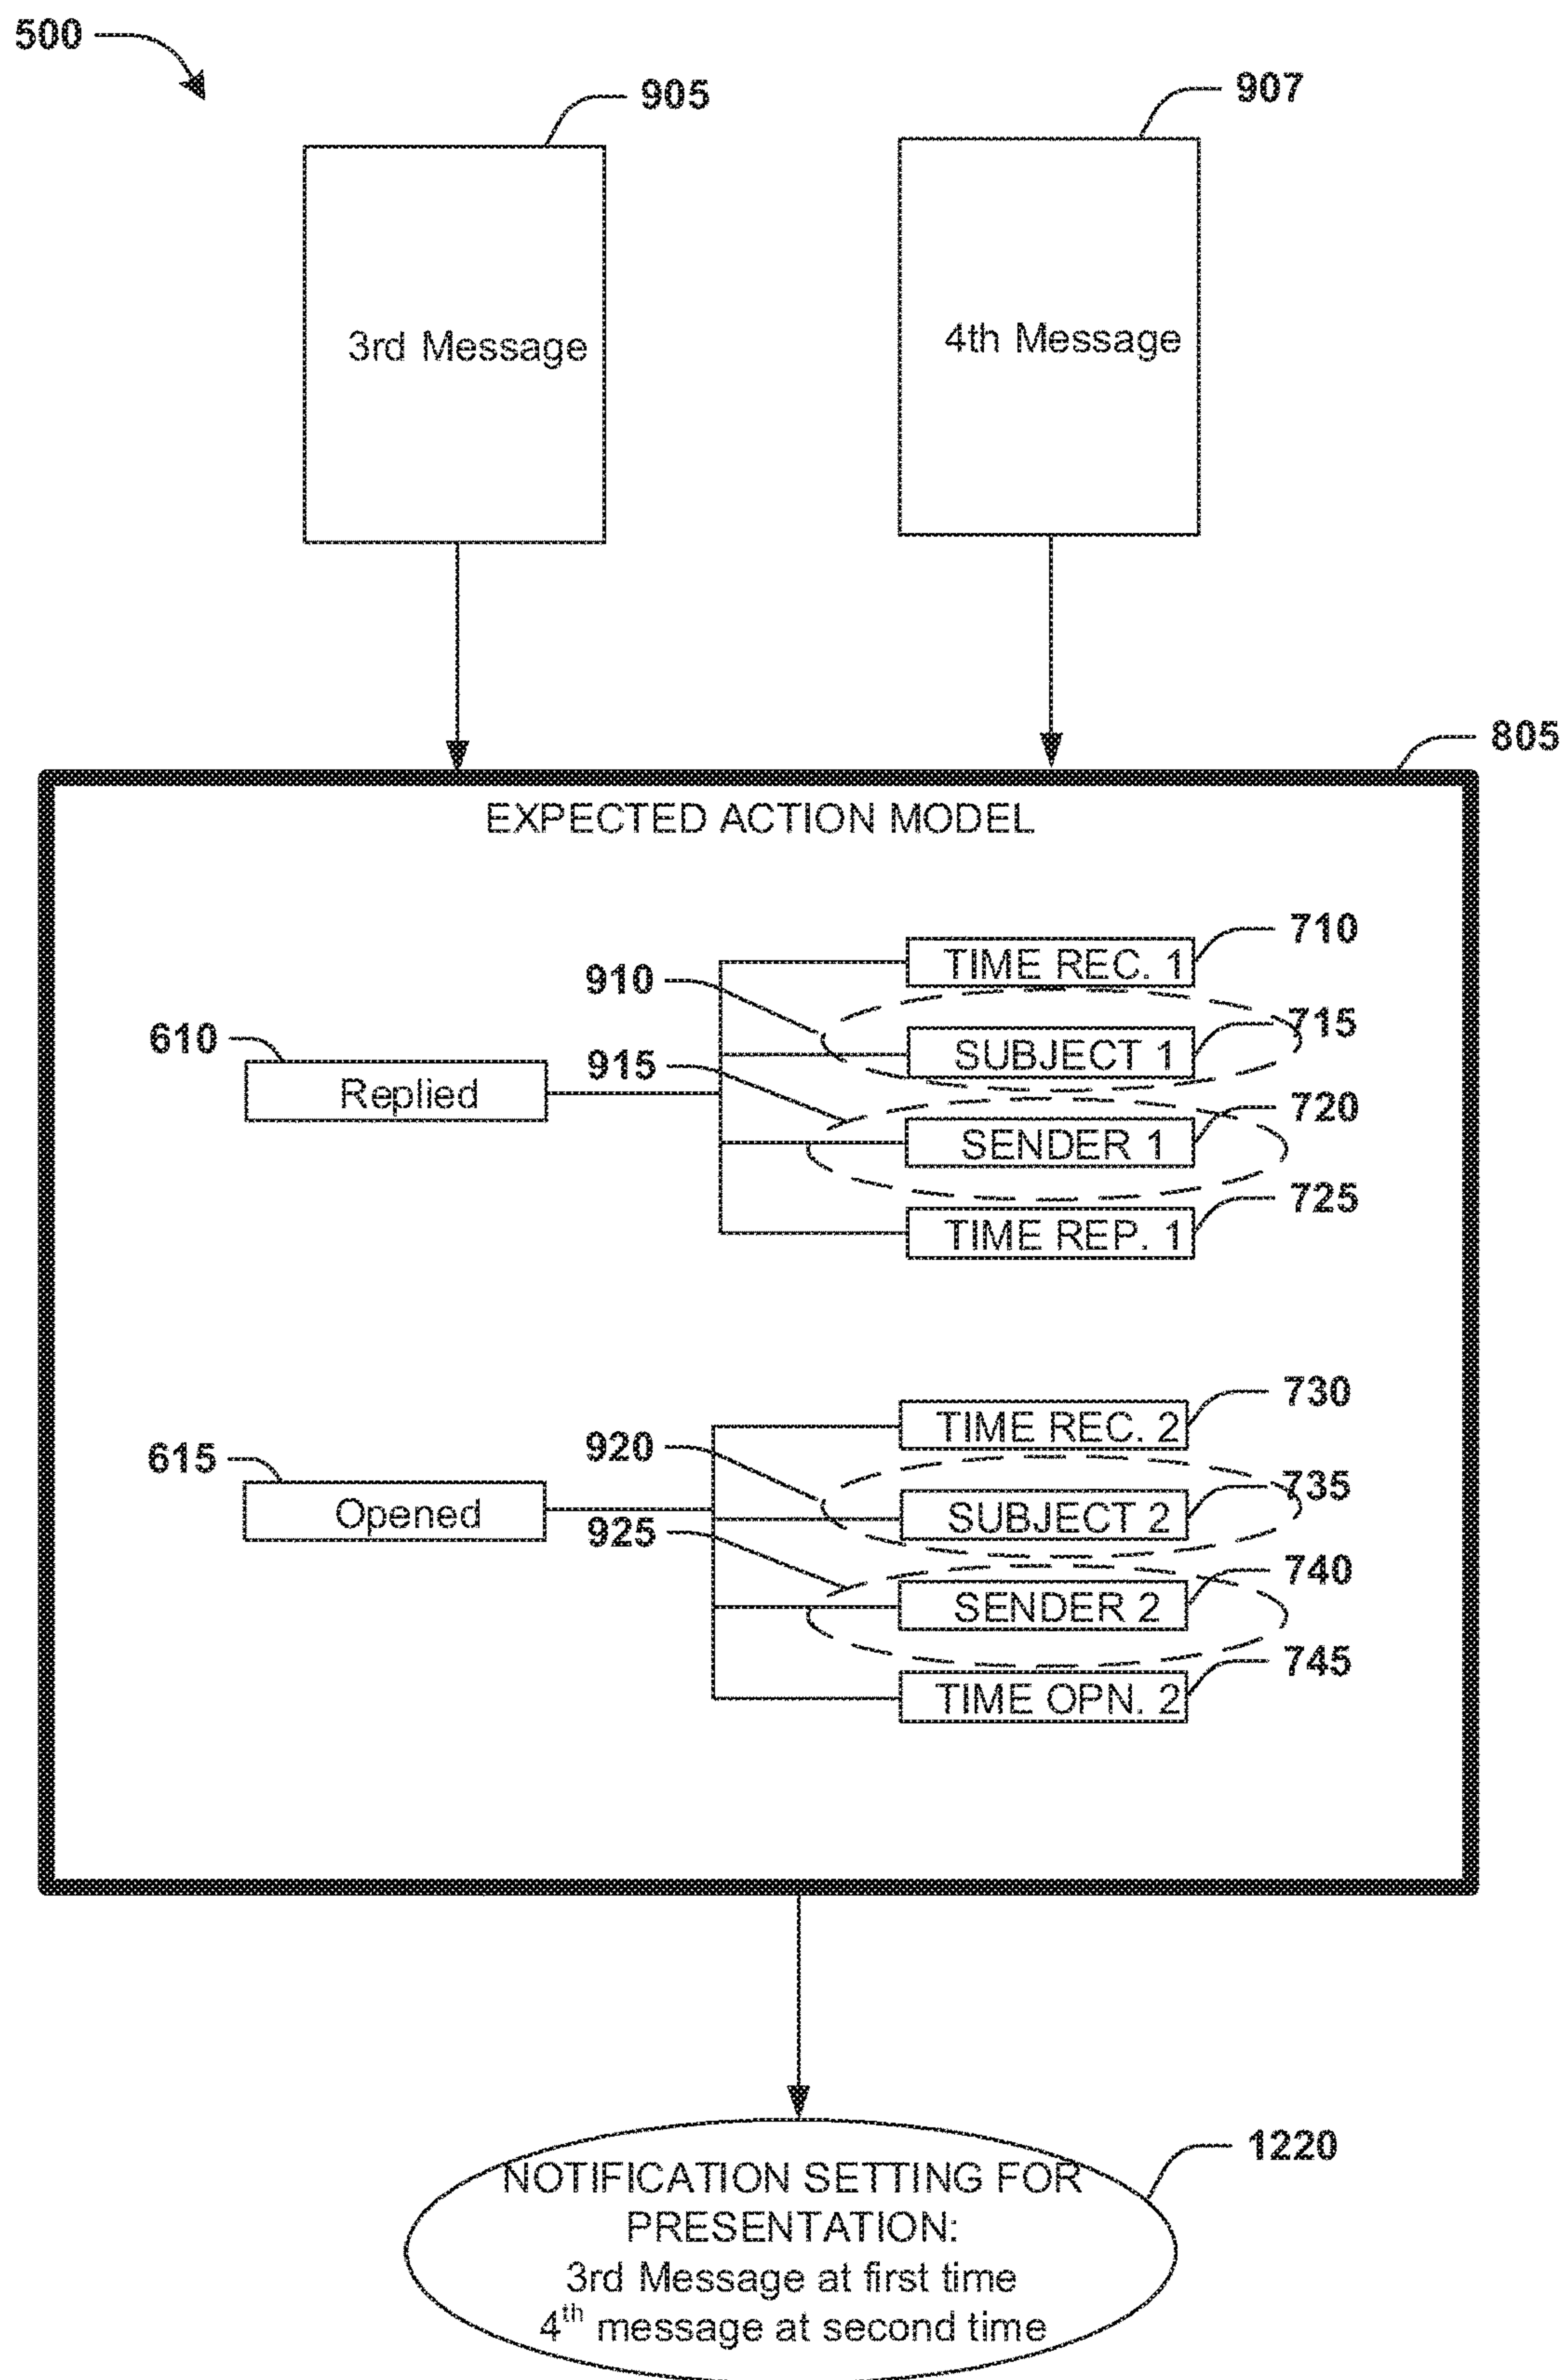 500
905
907
3rd Message
4th Message
805
EXPECTED ACTION MODEL
710
TIME REC. 1
910
715
SUBJECT 1
610
Replied
915
720
SENDER 1
725
TIME REP. 1
730
TIME REC. 2
920
735
SUBJECT 2
615
Opened
925
740
SENDER 2
745
TIME OPN. 2
1220
NOTIFICATION SETTING FOR
PRESENTATION:
3rd Message at first time
4th message at second time